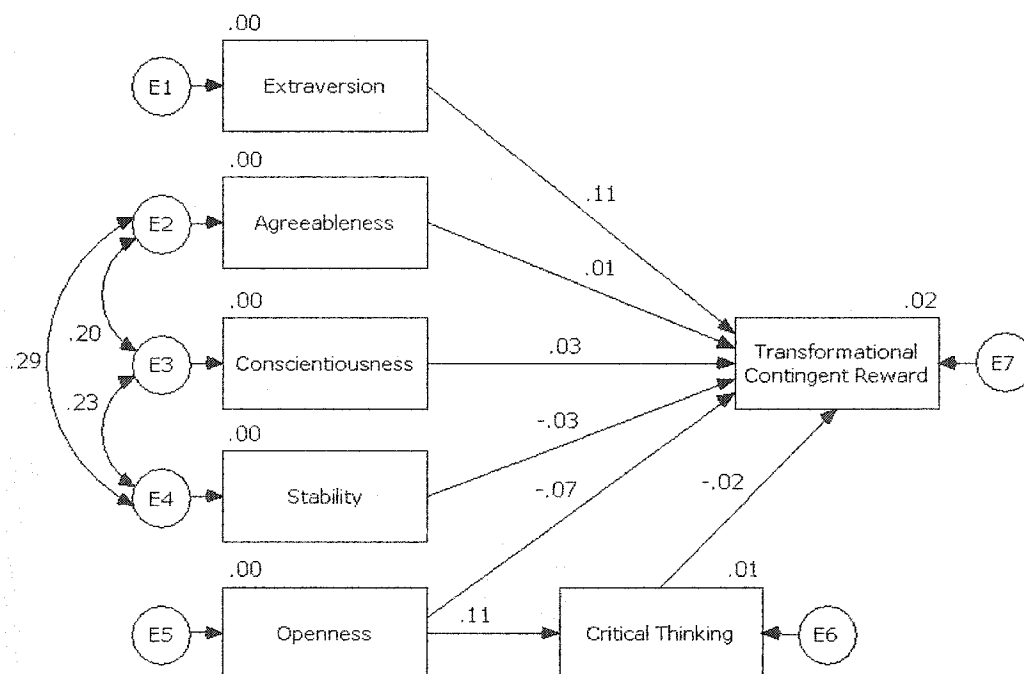 .00
E1
Extraversion
.11
.00
E2
Agreeableness
.01
.00
.02
.20
.29
E3
Conscientiousness
.03
Transformational
Contingent Reward
E7
.23
.00
-.03
E4
Stability
-.07
-.02
.00
.01
E5
Openness
.11
Critical Thinking
E6